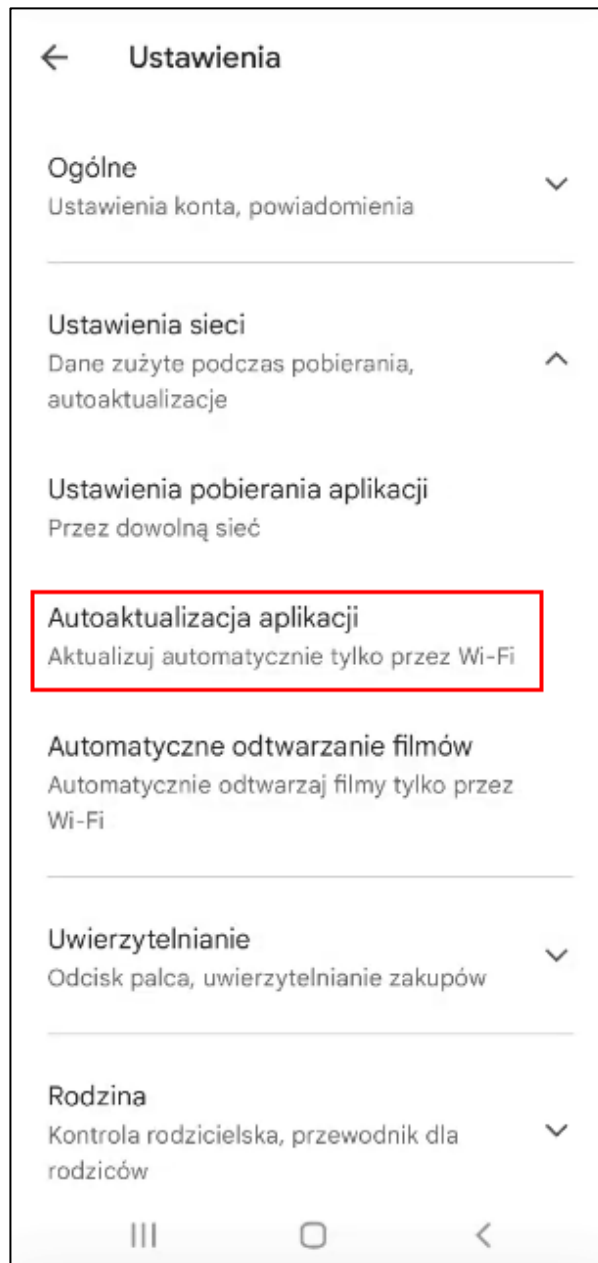 Ustawienia
Ogólne
Ustawienia konta, powiadomienia
Ustawienia sieci
Dane zużyte podczas pobierania,
autoaktualizacje
Ustawienia pobierania aplikacji
Przez dowolną sieć
Autoaktualizacja aplikacji
Aktualizuj automatycznie tylko przez Wi-Fi
Automatyczne odtwarzanie filmów
Automatycznie odtwarzaj filmy tylko przez
Wi-Fi
Uwierzytelnianie
Odcisk palca, uwierzytelnianie zakupów
Rodzina
Kontrola rodzicielska, przewodnik dla
rodziców